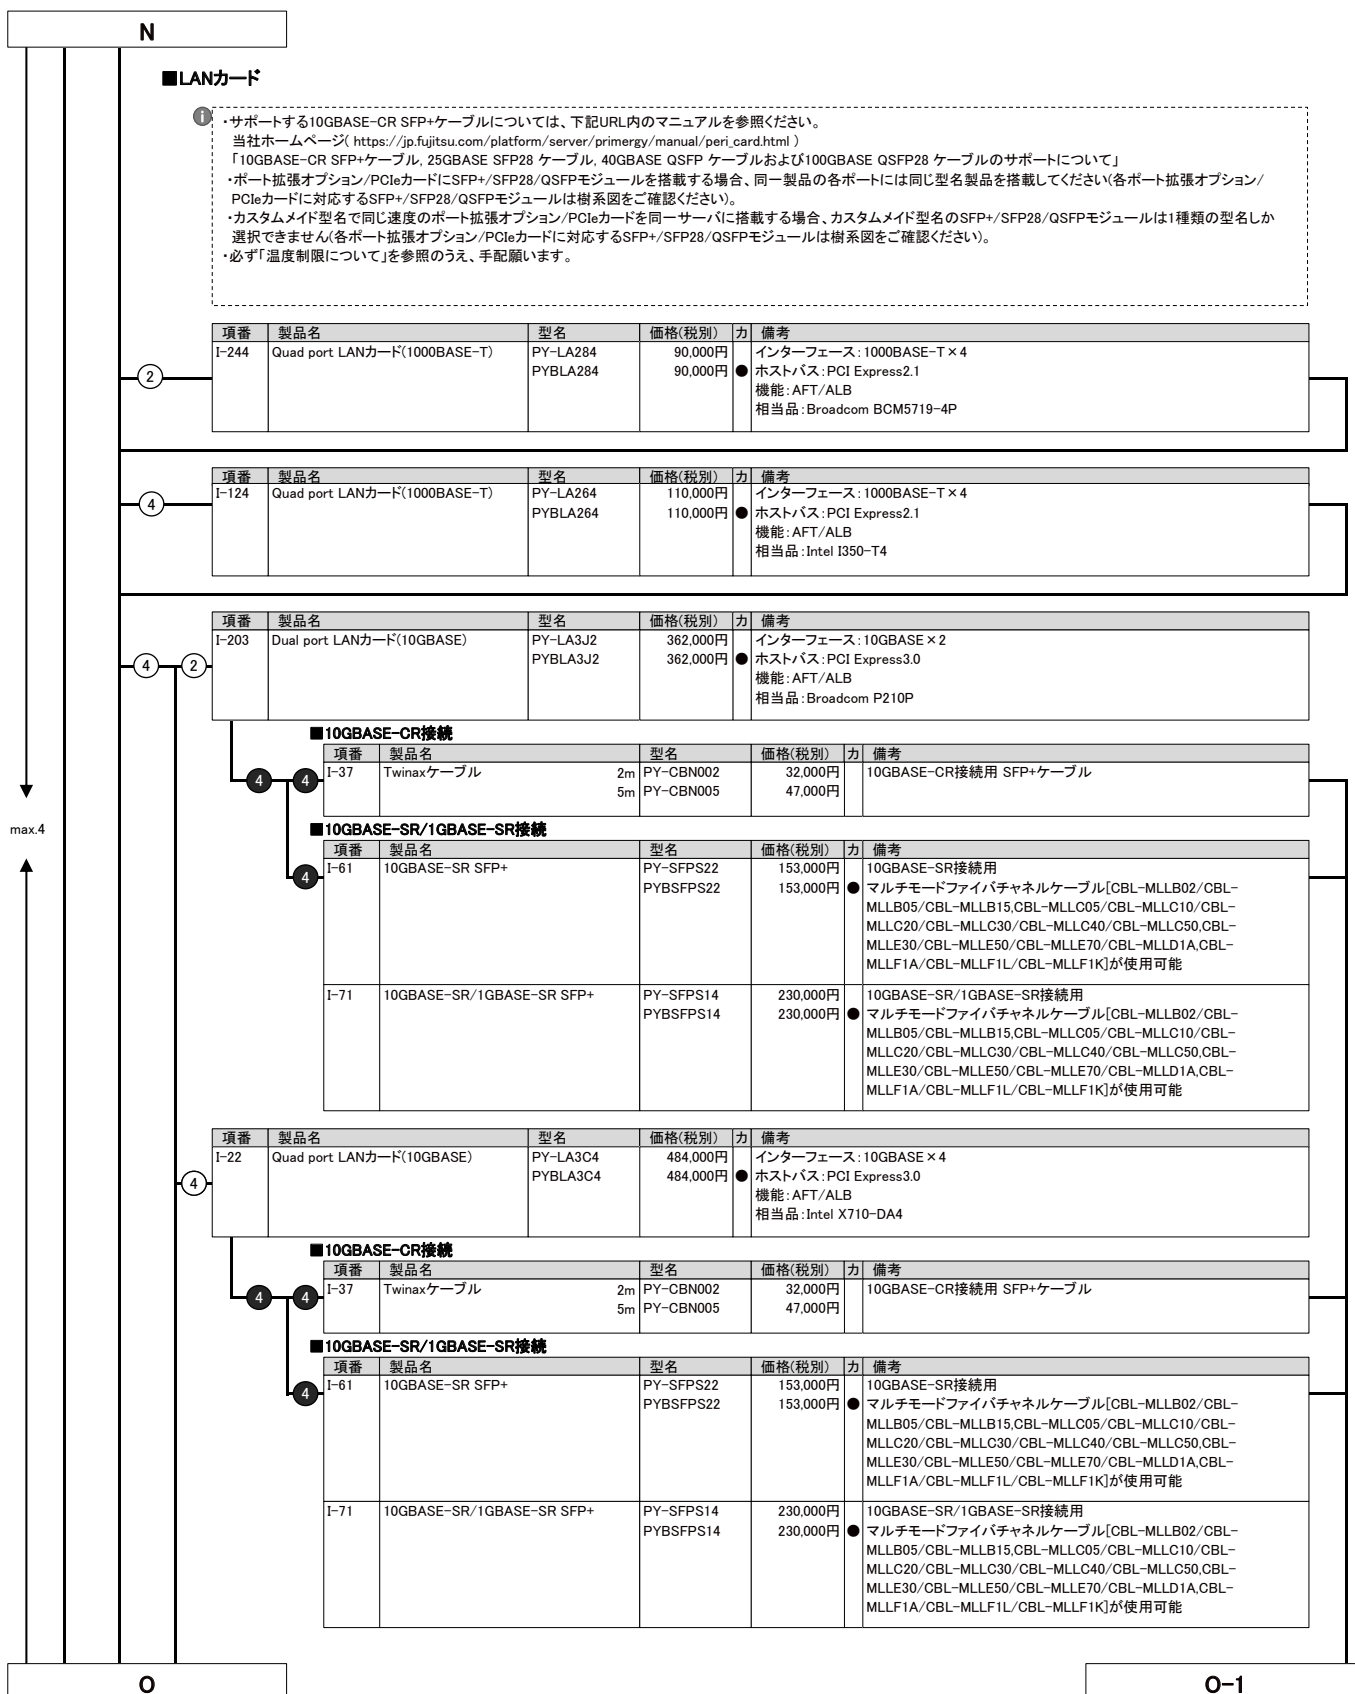 N
■LANカード
i
・サポートする10GBASE-CR SFP+ケーブルについては、下記URL内のマニュアルを参照ください。
当社ホームページ( https://jp.fujitsu.com/platform/server/primergy/manual/peri_card.html )
「10GBASE-CR SFP+ケーブル, 25GBASE SFP28 ケーブル, 40GBASE QSFP ケーブルおよび100GBASE QSFP28 ケーブルのサポートについて」
・ポート拡張オプション/PCIeカードにSFP+/SFP28/QSFPモジュールを搭載する場合、同一製品の各ポートには同じ型名製品を搭載してください(各ポート拡張オプション/
PCIeカードに対応するSFP+/SFP28/QSFPモジュールは樹系図をご確認ください)。
・カスタムメイド型名で同じ速度のポート拡張オプション/PCIeカードを同一サーバに搭載する場合、カスタムメイド型名のSFP+/SFP28/QSFPモジュールは1種類の型名しか
選択できません(各ポート拡張オプション/PCIeカードに対応するSFP+/SFP28/QSFPモジュールは樹系図をご確認ください)。
・必ず「温度制限について」を参照のうえ、手配願います。
項番 製品名 型名 価格(税別) カ 備考
I-244 Quad port LANカード(1000BASE-T) PY-LA284 90,000円 インターフェース:1000BASE-T×4
2 PYBLA284 90,000円 ● ホストバス:PCI Express2.1
機能:AFT/ALB
相当品:Broadcom BCM5719-4P
項番 製品名 型名 価格(税別) カ 備考
I-124 Quad port LANカード(1000BASE-T) PY-LA264 110,000円 インターフェース:1000BASE-T×4
4 PYBLA264 110,000円 ● ホストバス:PCI Express2.1
機能:AFT/ALB
相当品:Intel I350-T4
項番 製品名 型名 価格(税別) カ 備考
I-203 Dual port LANカード(10GBASE) PY-LA3J2 362,000円 インターフェース:10GBASE×2
4 2 PYBLA3J2 362,000円 ● ホストバス:PCI Express3.0
機能:AFT/ALB
相当品:Broadcom P210P
■10GBASE-CR接続
項番 製品名 型名 価格(税別) カ 備考
4 4 I-37 Twinaxケーブル 2m PY-CBN002 32,000円 10GBASE-CR接続用 SFP+ケーブル
5m PY-CBN005 47,000円
max.4
■10GBASE-SR/1GBASE-SR接続
項番 製品名 型名 価格(税別) カ 備考
4 I-61 10GBASE-SR SFP+ PY-SFPS22 153,000円 10GBASE-SR接続用
PYBSFPS22 153,000円 ● マルチモードファイバチャネルケーブル[CBL-MLLB02/CBL-
MLLB05/CBL-MLLB15,CBL-MLLC05/CBL-MLLC10/CBL-
MLLC20/CBL-MLLC30/CBL-MLLC40/CBL-MLLC50,CBL-
MLLE30/CBL-MLLE50/CBL-MLLE70/CBL-MLLD1A,CBL-
MLLF1A/CBL-MLLF1L/CBL-MLLF1K]が使用可能
I-71 10GBASE-SR/1GBASE-SR SFP+ PY-SFPS14 230,000円 10GBASE-SR/1GBASE-SR接続用
PYBSFPS14 230,000円 ● マルチモードファイバチャネルケーブル[CBL-MLLB02/CBL-
MLLB05/CBL-MLLB15,CBL-MLLC05/CBL-MLLC10/CBL-
MLLC20/CBL-MLLC30/CBL-MLLC40/CBL-MLLC50,CBL-
MLLE30/CBL-MLLE50/CBL-MLLE70/CBL-MLLD1A,CBL-
MLLF1A/CBL-MLLF1L/CBL-MLLF1K]が使用可能
項番 製品名 型名 価格(税別) カ 備考
I-22 Quad port LANカード(10GBASE) PY-LA3C4 484,000円 インターフェース:10GBASE×4
4 PYBLA3C4 484,000円 ● ホストバス:PCI Express3.0
機能:AFT/ALB
相当品:Intel X710-DA4
■10GBASE-CR接続
項番 製品名 型名 価格(税別) カ 備考
4 4 I-37 Twinaxケーブル 2m PY-CBN002 32,000円 10GBASE-CR接続用 SFP+ケーブル
5m PY-CBN005 47,000円
■10GBASE-SR/1GBASE-SR接続
項番 製品名 型名 価格(税別) カ 備考
4 I-61 10GBASE-SR SFP+ PY-SFPS22 153,000円 10GBASE-SR接続用
PYBSFPS22 153,000円 ● マルチモードファイバチャネルケーブル[CBL-MLLB02/CBL-
MLLB05/CBL-MLLB15,CBL-MLLC05/CBL-MLLC10/CBL-
MLLC20/CBL-MLLC30/CBL-MLLC40/CBL-MLLC50,CBL-
MLLE30/CBL-MLLE50/CBL-MLLE70/CBL-MLLD1A,CBL-
MLLF1A/CBL-MLLF1L/CBL-MLLF1K]が使用可能
I-71 10GBASE-SR/1GBASE-SR SFP+ PY-SFPS14 230,000円 10GBASE-SR/1GBASE-SR接続用
PYBSFPS14 230,000円 ● マルチモードファイバチャネルケーブル[CBL-MLLB02/CBL-
MLLB05/CBL-MLLB15,CBL-MLLC05/CBL-MLLC10/CBL-
MLLC20/CBL-MLLC30/CBL-MLLC40/CBL-MLLC50,CBL-
MLLE30/CBL-MLLE50/CBL-MLLE70/CBL-MLLD1A,CBL-
MLLF1A/CBL-MLLF1L/CBL-MLLF1K]が使用可能
O O-1